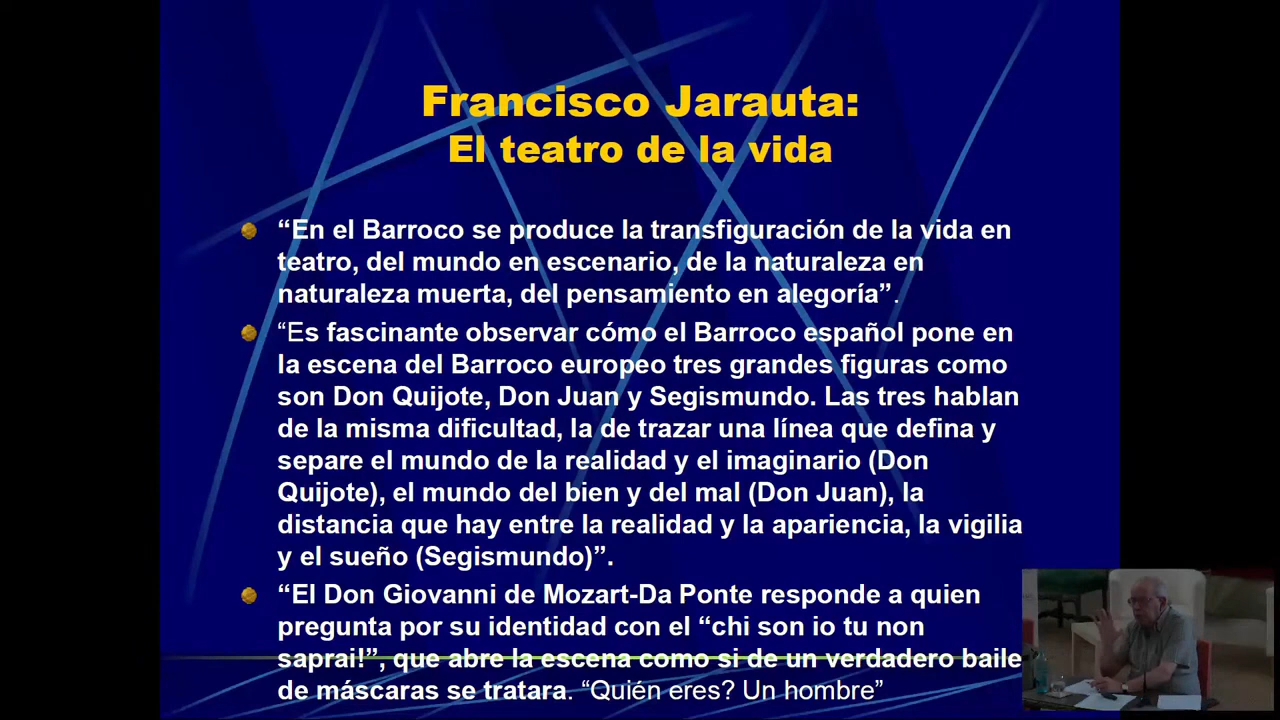 Francisco Jarauta:
El teatro de la vida
“En el Barroco se produce la transfiguración de la vida en
teatro, del mundo en escenario, de la naturaleza en
naturaleza muerta, del pensamiento en alegoría”.
“Es fascinante observar cómo el Barroco español pone en
la escena del Barroco europeo tres grandes figuras como
son Don Quijote, Don Juan y Segismundo. Las tres hablan
de la misma dificultad, la de trazar una línea que defina y
separe el mundo de la realidad y el imaginario (Don
Quijote), el mundo del bien y del mal (Don Juan), la
distancia que hay entre la realidad y la apariencia, la vigilia
y el sueño (Segismundo)”.
“El Don Giovanni de Mozart-Da Ponte responde a quien
pregunta por su identidad con el “chi son io tu non
saprai!”, que abre la escena como si de un verdadero baile
de máscaras se tratara. “Quién eres? Un hombre”